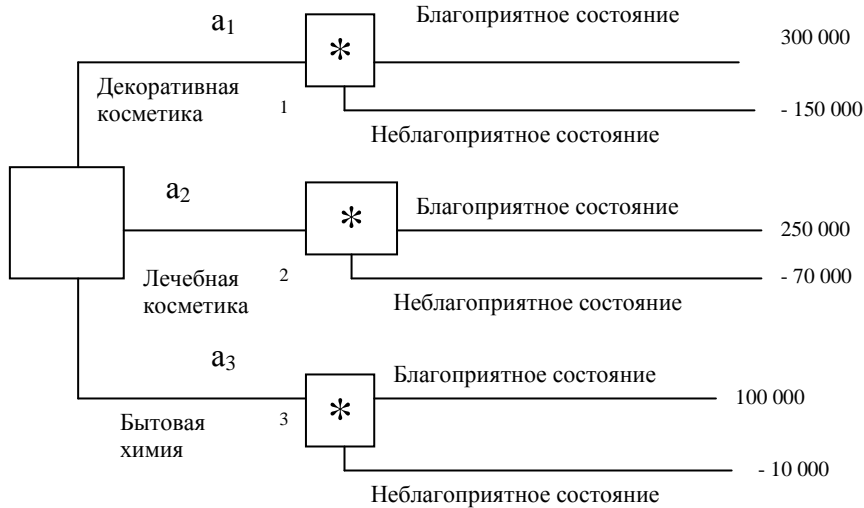 a1
Благоприятное состояние
300 000
*
Декоративная
косметика
1
- 150 000
Неблагоприятное состояние
a2
Благоприятное состояние
*
250 000
Лечебная
косметика
2
- 70 000
Неблагоприятное состояние
a3
Благоприятное состояние
100 000
*
Бытовая
химия
3
- 10 000
Неблагоприятное состояние